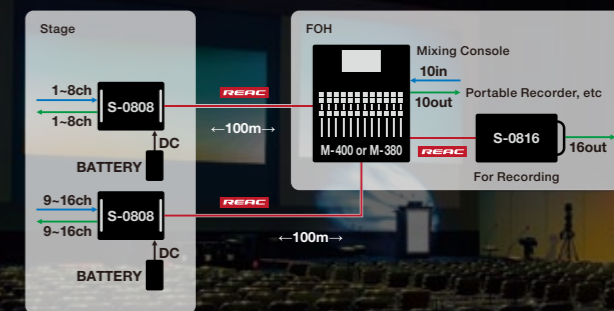 Stage
1~8ch
1~8ch
S-0808
DC
BATTERY
9~16ch
9~16ch
S-0808
DC
BATTERY
REAC
←100m→
REAC
←100m→
FOH
Mixing Console
10in
10out
Portable Recorder, etc
M-400 or M-380
REAC
S-0816
16out
For Recording